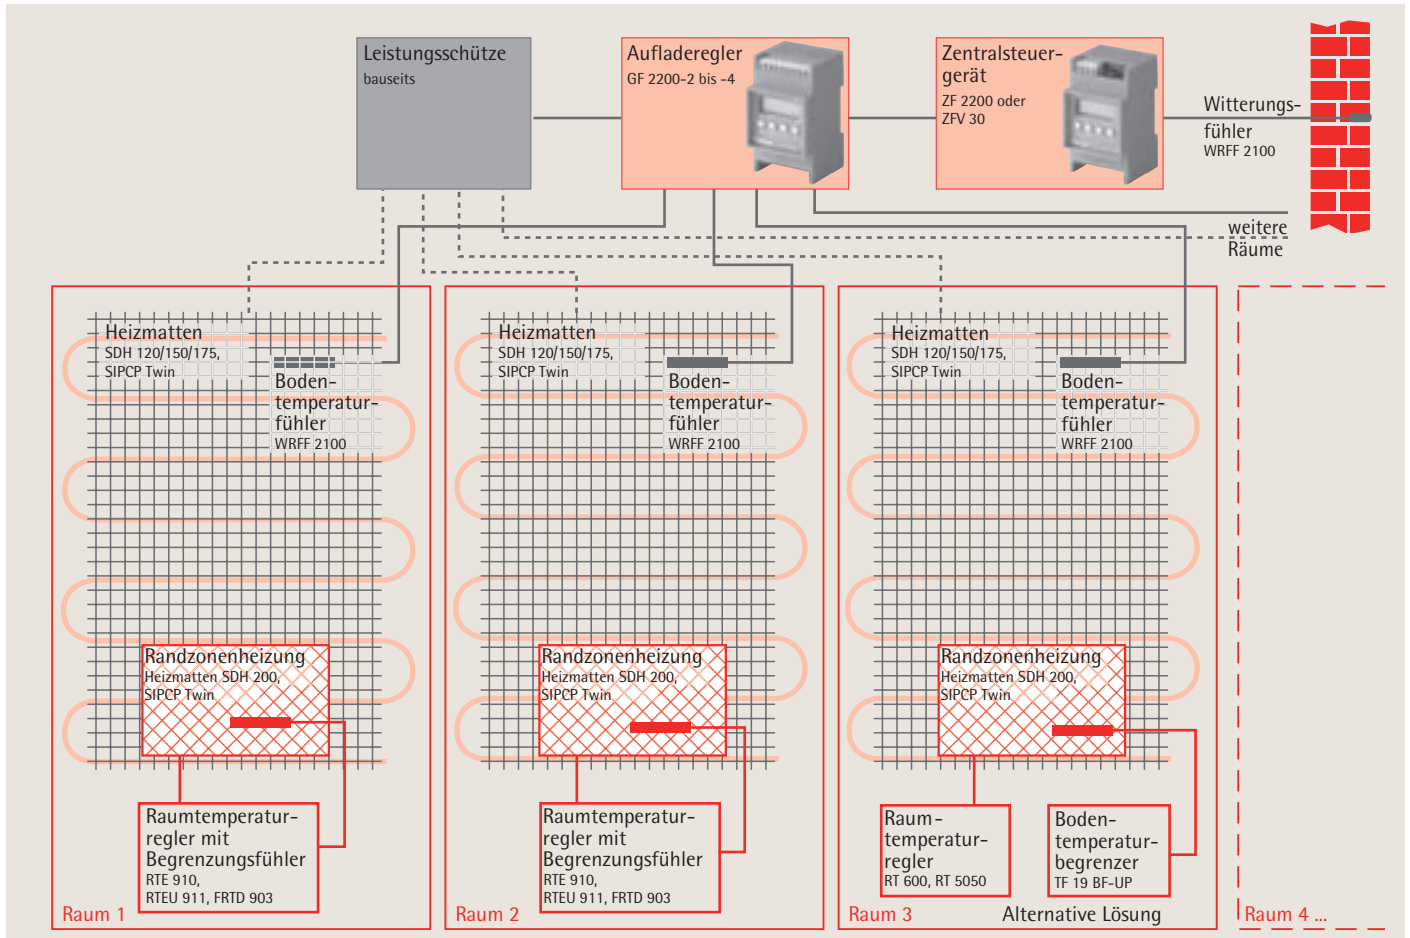 Leistungsschütze
bauseits
Aufladeregler
GF 2200-2 bis -4
Zentralsteuer-
gerät
ZF 2200 oder
ZFV 30
Witterungs-
fühler
WRFF 2100
weitere
Räume
Heizmatten
SDH 120/150/175,
SIPCP Twin
Boden-
temperatur-
fühler
WRFF 2100
Randzonenheizung
Heizmatten SDH 200,
SIPCP Twin
Raumtemperatur-
regler mit
Begrenzungsfühler
RTE 910,
RTEU 911, FRTD 903
Raum 1
Heizmatten
SDH 120/150/175,
SIPCP Twin
Boden-
temperatur-
fühler
WRFF 2100
Randzonenheizung
Heizmatten SDH 200,
SIPCP Twin
Raumtemperatur-
regler mit
Begrenzungsfühler
RTE 910,
RTEU 911, FRTD 903
Raum 2
Heizmatten
SDH 120/150/175,
SIPCP Twin
Boden-
temperatur-
fühler
WRFF 2100
Randzonenheizung
Heizmatten SDH 200,
SIPCP Twin
Raum-
temperatur-
regler
RT 600, RT 5050
Boden-
temperatur-
begrenzer
TF 19 BF-UP
Raum 3
Alternative Lösung
Raum 4 ...